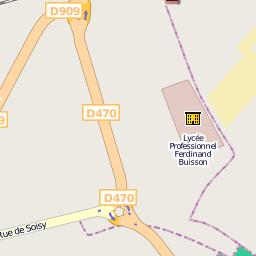 D909
D470
Lycée
Professionnel
Ferdinand
Buisson
D470
Rue de Soisy